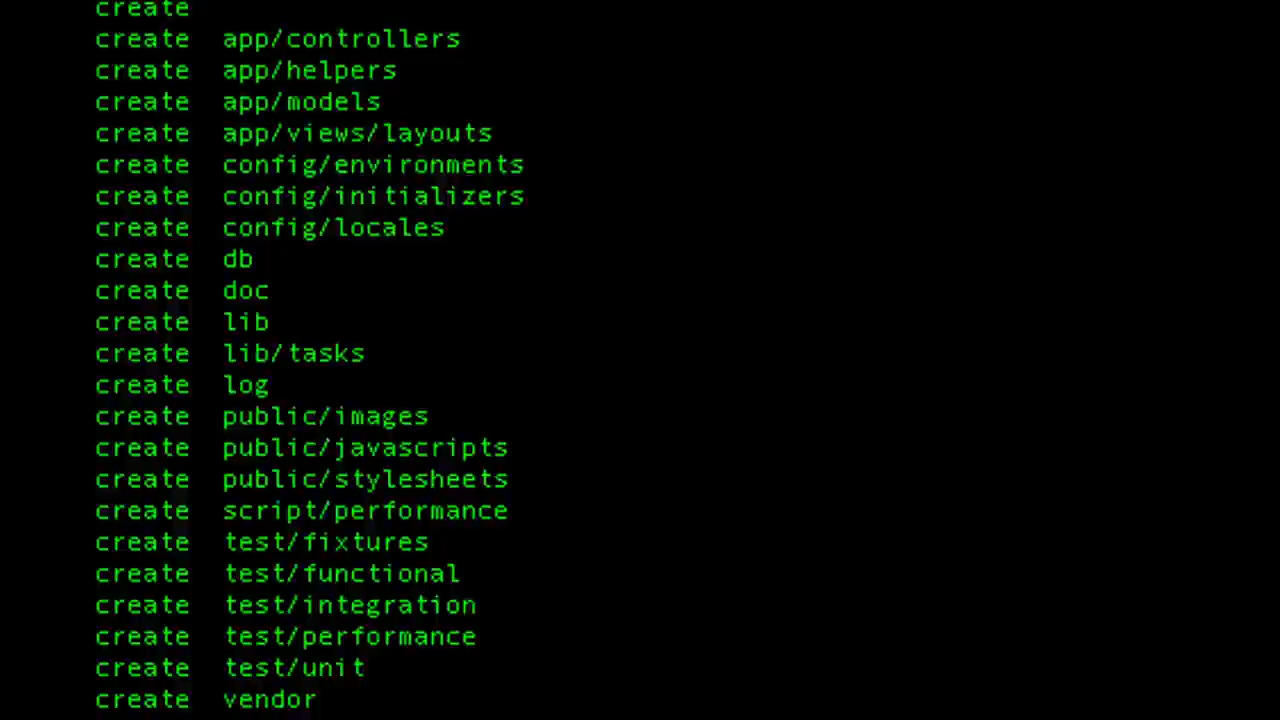 create
create  app/controllers
create  app/helpers
create  app/models
create  app/views/layouts
create  config/environments
create  config/initializers
create  config/locales
create  db
create  doc
create  lib
create  lib/tasks
create  log
create  public/images
create  public/javascripts
create  public/stylesheets
create  script/performance
create  test/fixtures
create  test/functional
create  test/integration
create  test/performance
create  test/unit
create  vendor